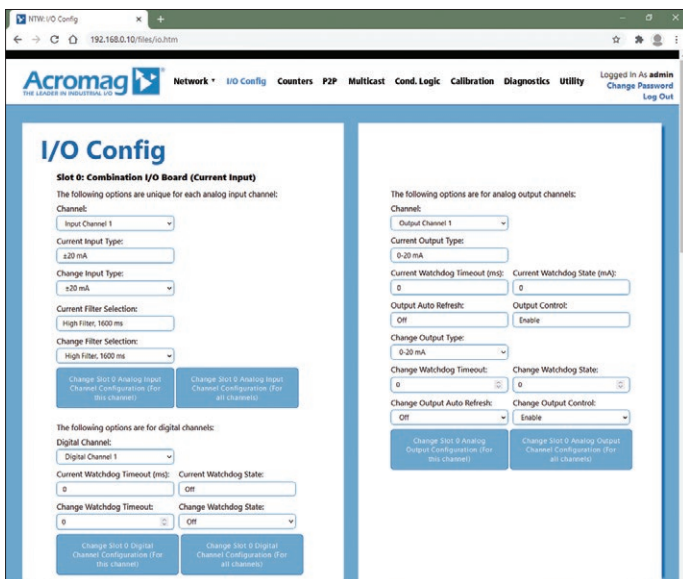 NTW: I/O Config
192.168.0.10/files/io.htm
Acromag
THE LEADER IN INDUSTRIAL I/O
Network I/O Config Counters P2P Multicast Cond. Logic Calibration Diagnostics Utility
Logged In As admin
Change Password
Log Out
I/O Config
Slot 0: Combination I/O Board (Current Input)
The following options are unique for each analog input channel:
Channel:
Input Channel 1
Current Input Type:
±20 mA
Change Input Type:
±20 mA
Current Filter Selection:
High Filter, 1600 ms
Change Filter Selection:
High Filter, 1600 ms
Change Slot 0 Analog Input
Channel Configuration (For
this channel)
Change Slot 0 Analog Input
Channel Configuration (For
all channels)
The following options are for digital channels:
Digital Channel:
Digital Channel 1
Current Watchdog Timeout (ms): Current Watchdog State:
0 Off
Change Watchdog Timeout: Change Watchdog State:
0 Off
Change Slot 0 Digital
Channel Configuration (For
this channel)
Change Slot 0 Digital
Channel Configuration (For
all channels)
The following options are for analog output channels:
Channel:
Output Channel 1
Current Output Type:
0-20 mA
Current Watchdog Timeout (ms): Current Watchdog State (mA):
0 0
Output Auto Refresh: Output Control:
Off Enable
Change Output Type:
0-20 mA
Change Watchdog Timeout: Change Watchdog State:
0 0
Change Output Auto Refresh: Change Output Control:
Off Enable
Change Slot 0 Analog
Output Configuration (For
this channel)
Change Slot 0 Analog Output
Channel Configuration (For
all channels)